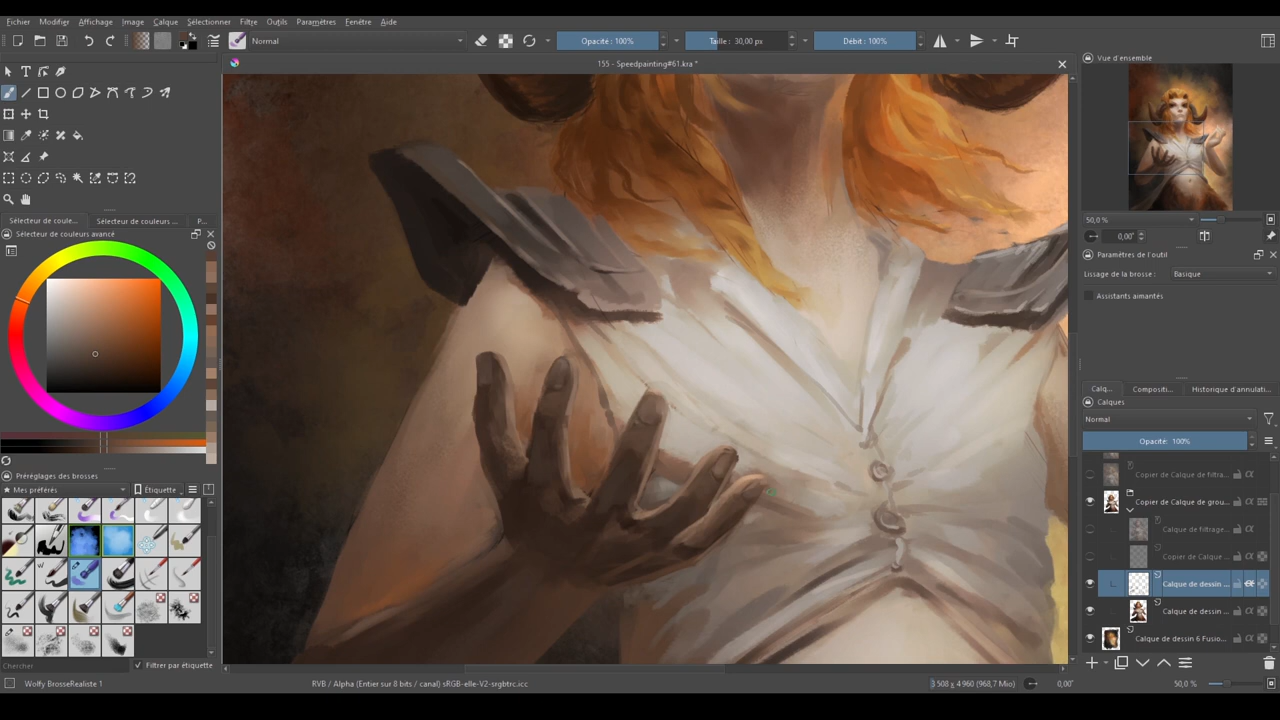 Fichier Modifier Affichage Image Calque Sélectionner Filtre Outils Paramètres Fenêtre Aide
Normal Opacité : 100% Taille : 30,00 px Débit : 100%
155 - Speedpainting#61.kra *
Vue d'ensemble
50,0 %
0,00°
Paramètres de l'outil
Lissage de la brosse : Basique
Assistants aimantés
Sélecteur de coule... Sélecteur de couleurs ... P...
Sélecteur de couleurs avancé
Préréglages des brosses
Mes préférés Étiquette
Chercher Filtrer par étiquette
Calq... Compositi... Historique d'annulati...
Calques
Normal
Opacité: 100%
Copier de Calque de filtra...
Copier de Calque de grou...
Calque de filtrage...
Copier de Calque ...
Calque de dessin ...
Calque de dessin ...
Calque de dessin 6 Fusio...
Wolfy BrosseRealiste 1 RVB / Alpha (Entier sur 8 bits / canal) sRGB-elle-V2-srgbtrc.icc 3 508 x 4 960 (968,7 Mio) 0,00° 50,0 %